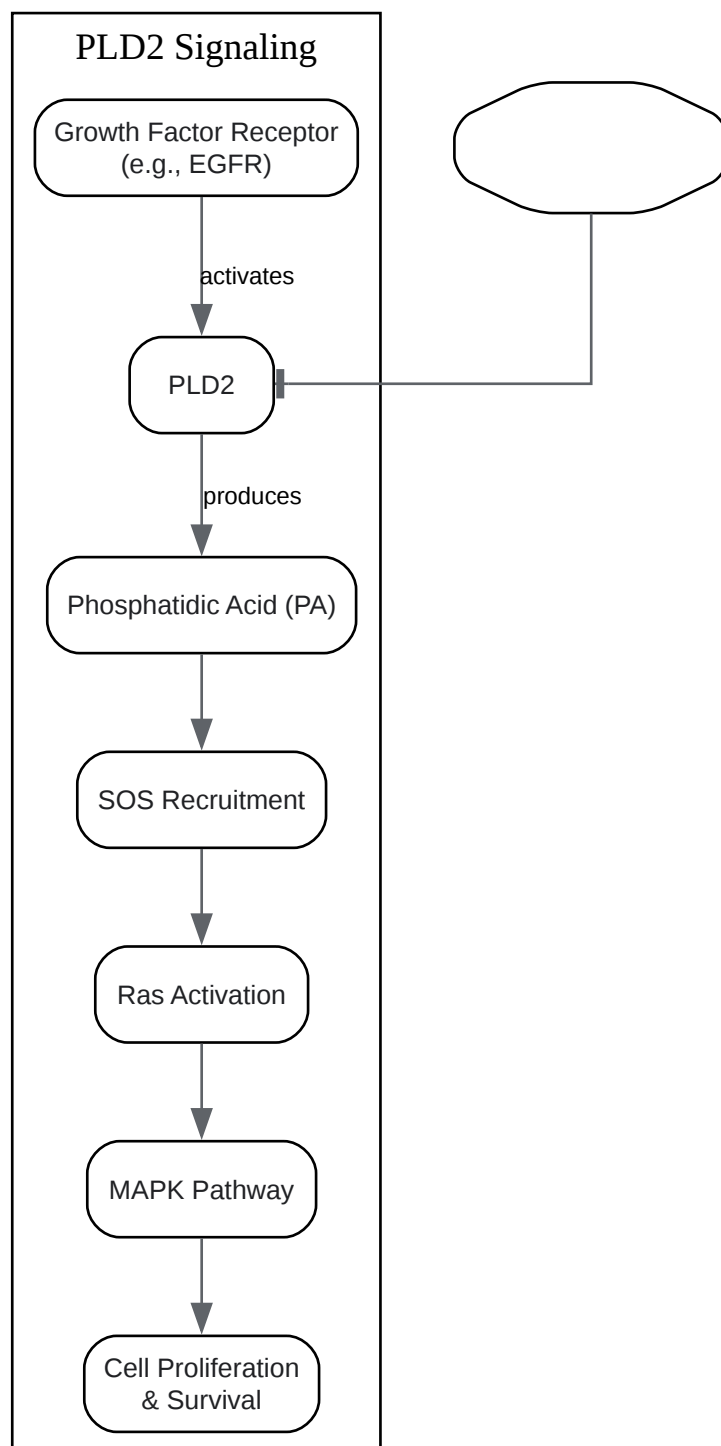 PLD2 Signaling
Growth Factor Receptor
(e.g., EGFR)
activates
PLD2
produces
Phosphatidic Acid (PA)
SOS Recruitment
Ras Activation
MAPK Pathway
Cell Proliferation
& Survival